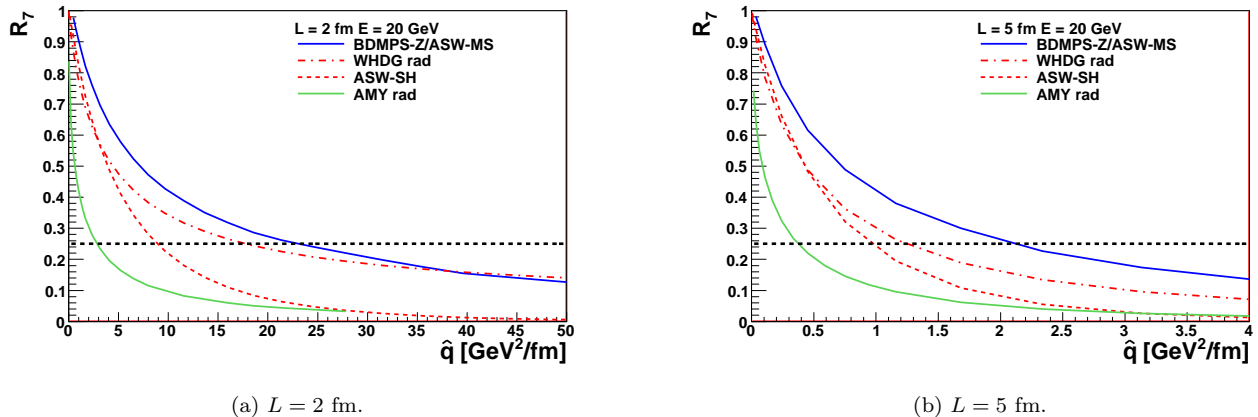 R₇
1
0.9
0.8
0.7
0.6
0.5
0.4
0.3
0.2
0.1
0
L = 2 fm E = 20 GeV
BDMPS-Z/ASW-MS
WHDG rad
ASW-SH
AMY rad
0 5 10 15 20 25 30 35 40 45 50
q̂ [GeV²/fm]
(a) L = 2 fm.
R₇
1
0.9
0.8
0.7
0.6
0.5
0.4
0.3
0.2
0.1
0
L = 5 fm E = 20 GeV
BDMPS-Z/ASW-MS
WHDG rad
ASW-SH
AMY rad
0 0.5 1 1.5 2 2.5 3 3.5 4
q̂ [GeV²/fm]
(b) L = 5 fm.